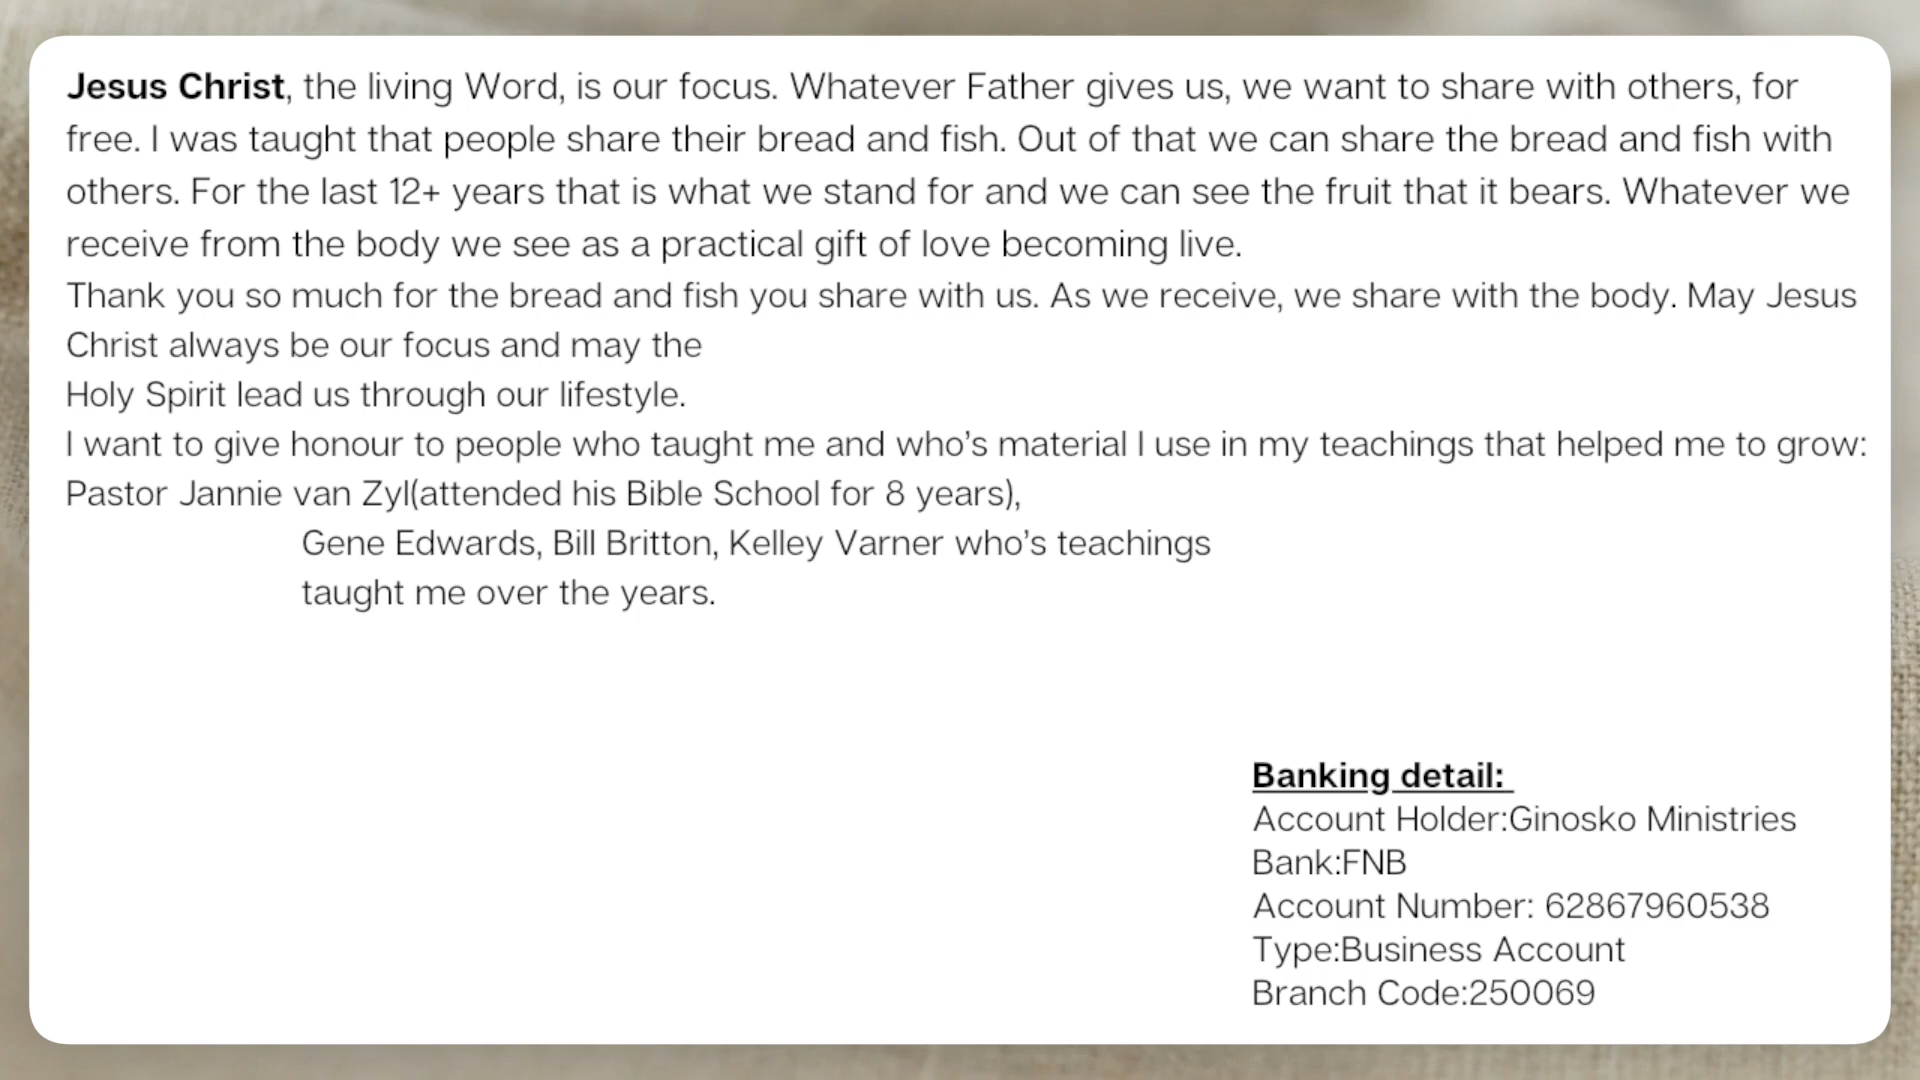 Jesus Christ, the living Word, is our focus. Whatever Father gives us, we want to share with others, for
free. I was taught that people share their bread and fish. Out of that we can share the bread and fish with
others. For the last 12+ years that is what we stand for and we can see the fruit that it bears. Whatever we
receive from the body we see as a practical gift of love becoming live.
Thank you so much for the bread and fish you share with us. As we receive, we share with the body. May Jesus
Christ always be our focus and may the
Holy Spirit lead us through our lifestyle.
I want to give honour to people who taught me and who's material I use in my teachings that helped me to grow:
Pastor Jannie van Zyl(attended his Bible School for 8 years),
Gene Edwards, Bill Britton, Kelley Varner who's teachings
taught me over the years.
Banking detail:
Account Holder:Ginosko Ministries
Bank:FNB
Account Number: 62867960538
Type:Business Account
Branch Code:250069